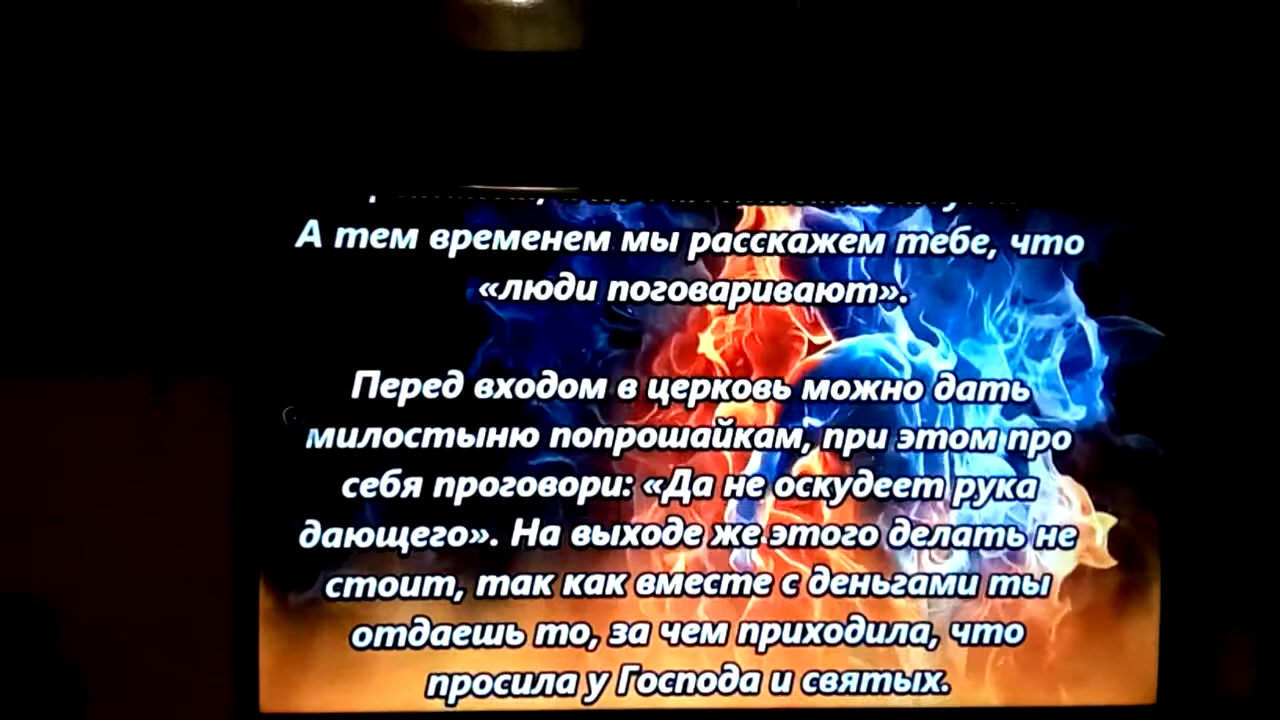 А тем временем мы расскажем тебе, что
«люди поговаривают».
Перед входом в церковь можно дать
милостыню попрошайкам, при этом про
себя проговори: «Да не оскудеет рука
дающего». На выходе же этого делать не
стоит, так как вместе с деньгами ты
отдаешь то, за чем приходила, что
просила у Господа и святых.